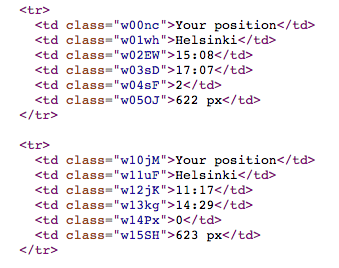 <tr>
<td class="w00nc">Your position</td>
<td class="w01wh">Helsinki</td>
<td class="w02EW">15:08</td>
<td class="w03sD">17:07</td>
<td class="w04sF">2</td>
<td class="w05OJ">622 px</td>
</tr>
<tr>
<td class="w10jM">Your position</td>
<td class="w11uF">Helsinki</td>
<td class="w12jK">11:17</td>
<td class="w13kg">14:29</td>
<td class="w14Px">0</td>
<td class="w15SH">623 px</td>
</tr>